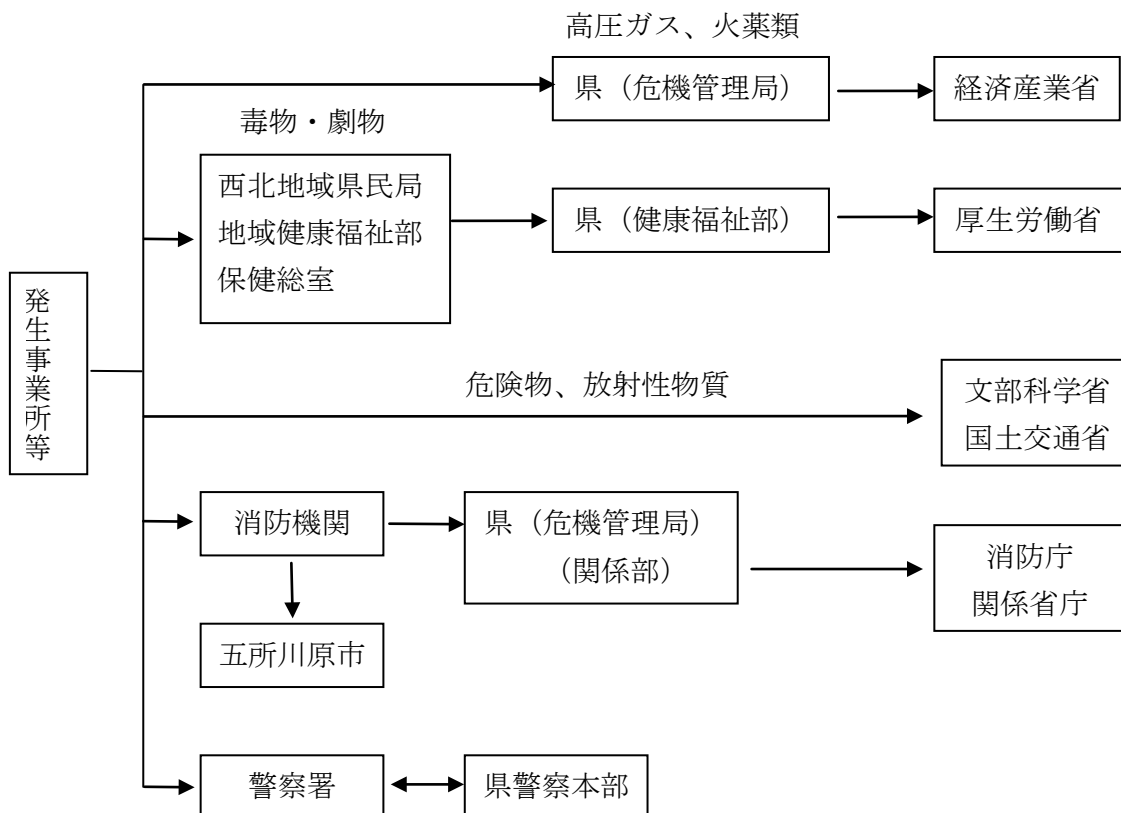 高圧ガス、火薬類
県（危機管理局）
経済産業省
毒物・劇物
西北地域県民局
地域健康福祉部
保健総室
県（健康福祉部）
厚生労働省
発生事業所等
危険物、放射性物質
文部科学省
国土交通省
消防機関
県（危機管理局）
（関係部）
消防庁
関係省庁
五所川原市
警察署
県警察本部